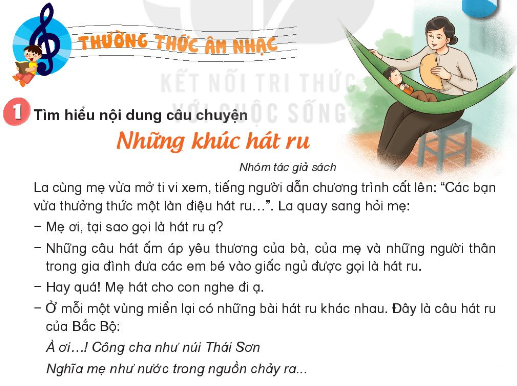 THƯỜNG THỨC ÂM NHẠC
KẾT NỐI TRI THỨC
VỚI CUỘC SỐNG
1 Tìm hiểu nội dung câu chuyện
Những khúc hát ru
Nhóm tác giả sách
La cùng mẹ vừa mở ti vi xem, tiếng người dẫn chương trình cất lên: “Các bạn
vừa thưởng thức một làn điệu hát ru...”. La quay sang hỏi mẹ:
– Mẹ ơi, tại sao gọi là hát ru ạ?
– Những câu hát ấm áp yêu thương của bà, của mẹ và những người thân
trong gia đình đưa các em bé vào giấc ngủ được gọi là hát ru.
– Hay quá! Mẹ hát cho con nghe đi ạ.
– Ở mỗi một vùng miền lại có những bài hát ru khác nhau. Đây là câu hát ru
của Bắc Bộ:
À ơi...! Công cha như núi Thái Sơn
Nghĩa mẹ như nước trong nguồn chảy ra...